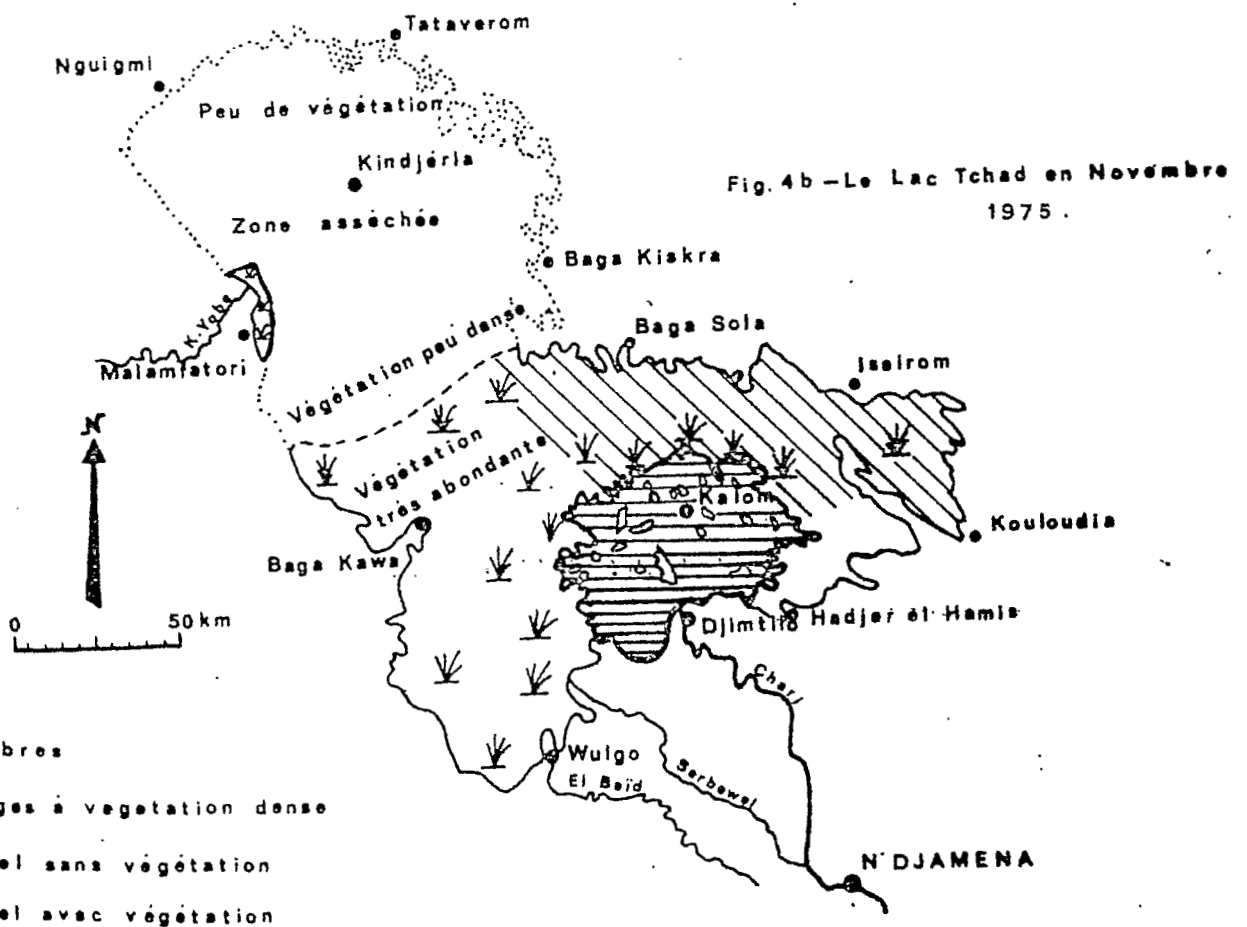 Tataverom
Nguigmi
Peu de végétation
Kindjéria
Fig. 4b – Le Lac Tchad en Novembre
1975.
Zone asséchée
Baga Kiskra
K. Yobe
Baga Sola
Malamfatori
Végétation peu dense
Iseirom
N
Végétation
très abondante
Kalom
Kouloudia
Baga Kawa
0 50 km
Djimtilo Hadjer el Hamis
Chari
Wulgo
El Beïd
Serbewel
N'DJAMENA
bres
ges à vegetation dense
el sans végétation
el avec végétation